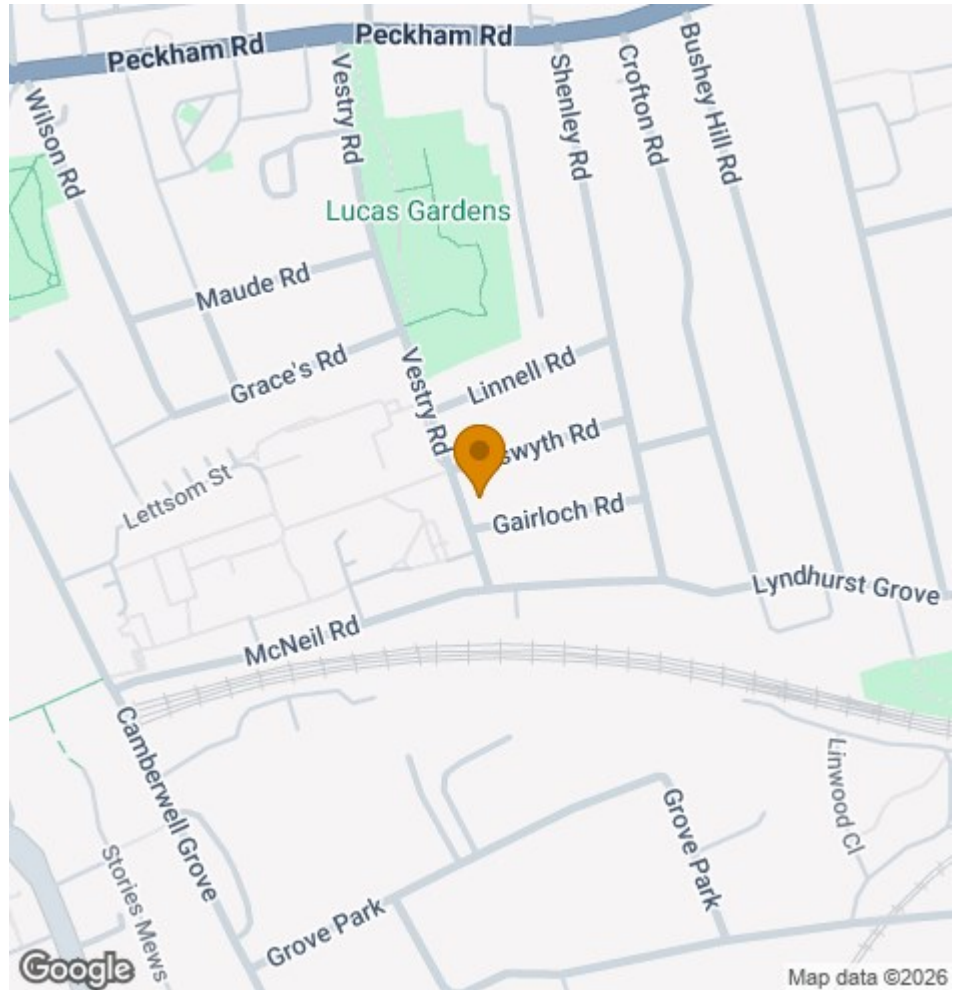 Peckham Rd
Peckham Rd
Wilson Rd
Vestry Rd
Shenley Rd
Crofton Rd
Bushey Hill Rd
Lucas Gardens
Maude Rd
Grace's Rd
Vestry Rd
Linnell Rd
swyth Rd
Lettsom St
Gairloch Rd
Lyndhurst Grove
McNeil Rd
Camberwell Grove
Stories Mews
Linwood Cl
Grove Park
Grove Park
Google
Map data ©2026